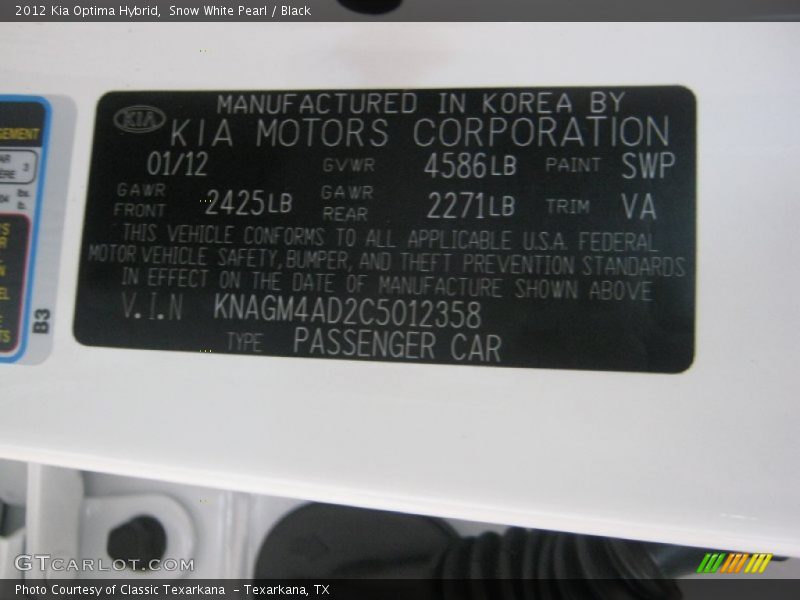 2012 Kia Optima Hybrid,  Snow White Pearl / Black
KIA
MANUFACTURED IN KOREA BY
KIA MOTORS CORPORATION
01/12 GVWR 4586LB PAINT SWP
GAWR FRONT 2425LB GAWR REAR 2271LB TRIM VA
THIS VEHICLE CONFORMS TO ALL APPLICABLE U.S.A. FEDERAL
MOTOR VEHICLE SAFETY, BUMPER, AND THEFT PREVENTION STANDARDS
IN EFFECT ON THE DATE OF MANUFACTURE SHOWN ABOVE
V.I.N KNAGM4AD2C5012358
TYPE PASSENGER CAR
B3
GTCARLOT.COM
Photo Courtesy of Classic Texarkana  - Texarkana, TX